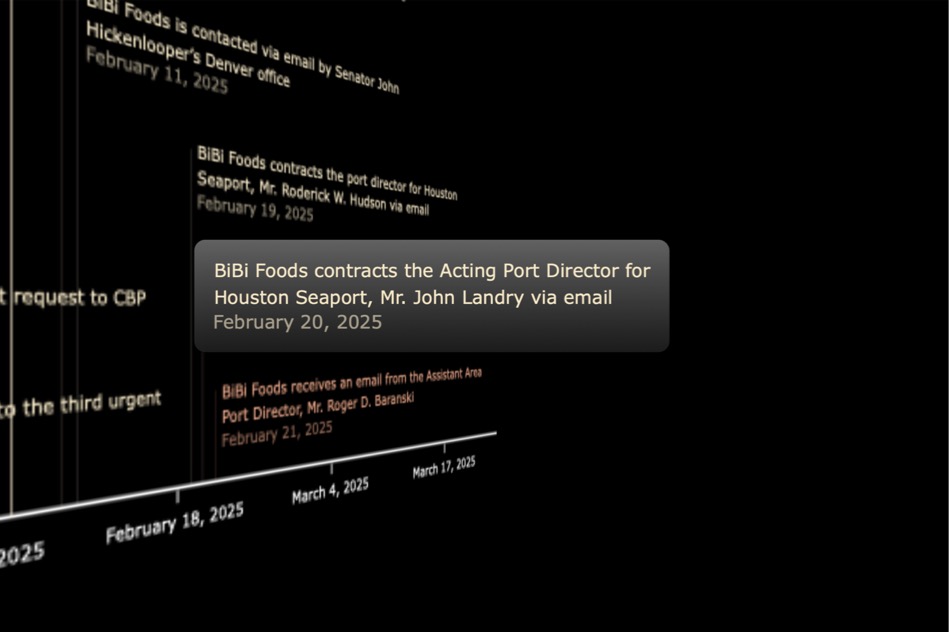 BiBi Foods is contacted via email by Senator John
Hickenlooper's Denver office
February 11, 2025
BiBi Foods contracts the port director for Houston
Seaport, Mr. Roderick W. Hudson via email
February 19, 2025
t request to CBP
BiBi Foods contracts the Acting Port Director for
Houston Seaport, Mr. John Landry via email
February 20, 2025
to the third urgent
BiBi Foods receives an email from the Assistant Area
Port Director, Mr. Roger D. Baranski
February 21, 2025
2025
February 18, 2025
March 4, 2025
March 17, 2025